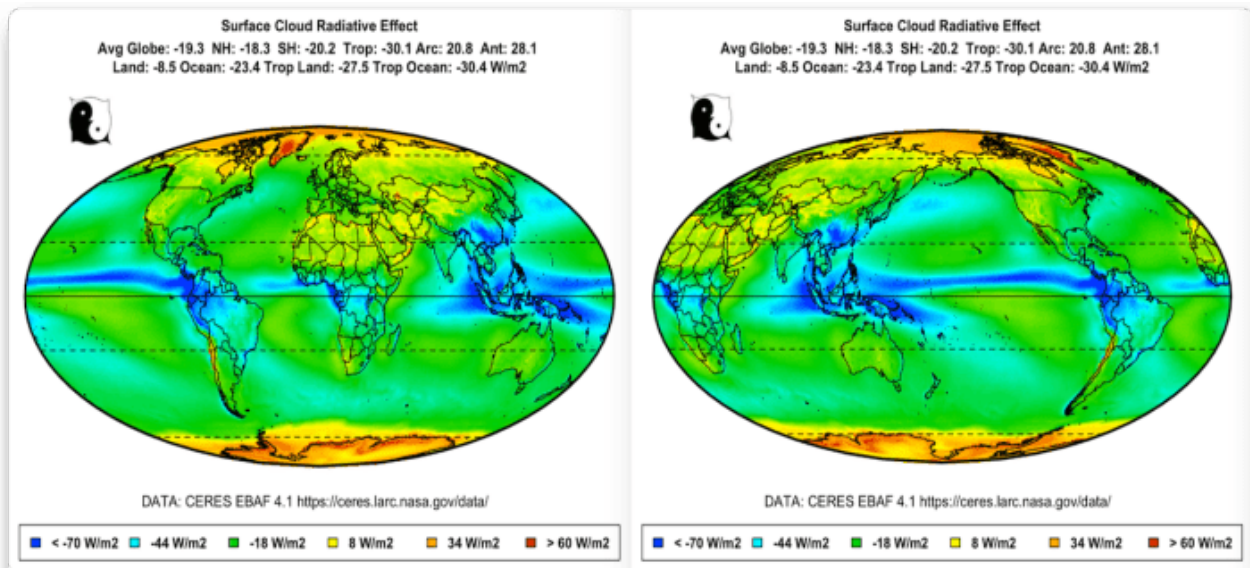 Surface Cloud Radiative Effect
Avg Globe: -19.3 NH: -18.3 SH: -20.2 Trop: -30.1 Arc: 20.8 Ant: 28.1
Land: -8.5 Ocean: -23.4 Trop Land: -27.5 Trop Ocean: -30.4 W/m2
DATA: CERES EBAF 4.1 https://ceres.larc.nasa.gov/data/
< -70 W/m2 -44 W/m2 -18 W/m2 8 W/m2 34 W/m2 > 60 W/m2
Surface Cloud Radiative Effect
Avg Globe: -19.3 NH: -18.3 SH: -20.2 Trop: -30.1 Arc: 20.8 Ant: 28.1
Land: -8.5 Ocean: -23.4 Trop Land: -27.5 Trop Ocean: -30.4 W/m2
DATA: CERES EBAF 4.1 https://ceres.larc.nasa.gov/data/
< -70 W/m2 -44 W/m2 -18 W/m2 8 W/m2 34 W/m2 > 60 W/m2